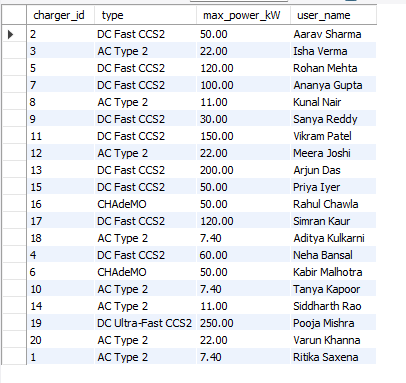 charger_id type max_power_kW user_name
2 DC Fast CCS2 50.00 Aarav Sharma
3 AC Type 2 22.00 Isha Verma
5 DC Fast CCS2 120.00 Rohan Mehta
7 DC Fast CCS2 100.00 Ananya Gupta
8 AC Type 2 11.00 Kunal Nair
9 DC Fast CCS2 30.00 Sanya Reddy
11 DC Fast CCS2 150.00 Vikram Patel
12 AC Type 2 22.00 Meera Joshi
13 DC Fast CCS2 200.00 Arjun Das
15 DC Fast CCS2 50.00 Priya Iyer
16 CHAdeMO 50.00 Rahul Chawla
17 DC Fast CCS2 120.00 Simran Kaur
18 AC Type 2 7.40 Aditya Kulkarni
4 DC Fast CCS2 60.00 Neha Bansal
6 CHAdeMO 50.00 Kabir Malhotra
10 AC Type 2 7.40 Tanya Kapoor
14 AC Type 2 11.00 Siddharth Rao
19 DC Ultra-Fast CCS2 250.00 Pooja Mishra
20 AC Type 2 22.00 Varun Khanna
1 AC Type 2 7.40 Ritika Saxena